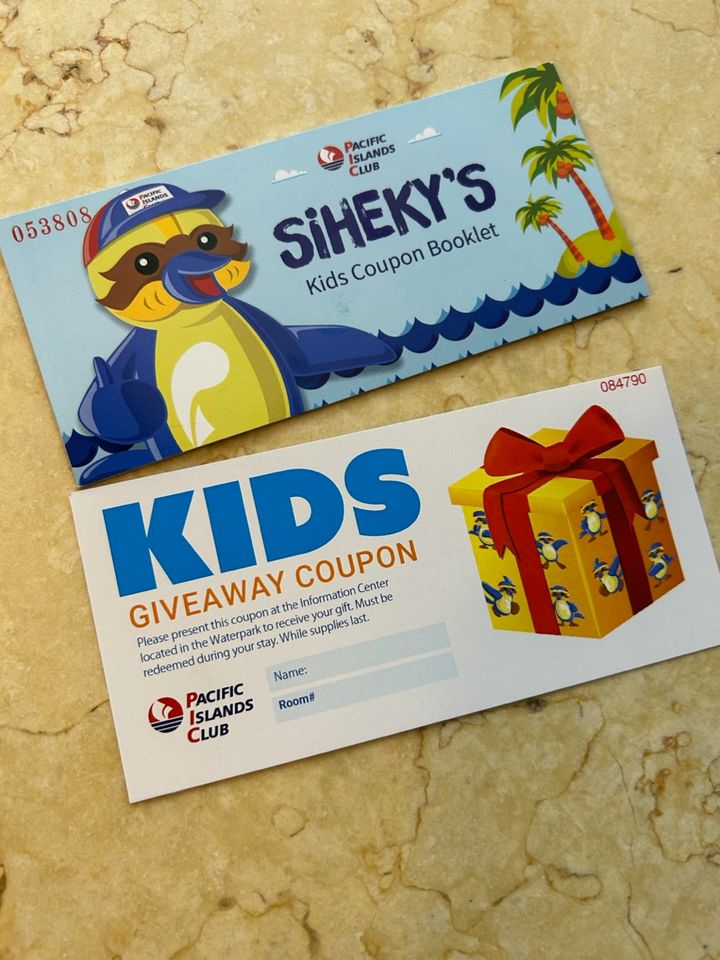 053808
PACIFIC
ISLANDS
CLUB
PACIFIC
ISLANDS
CLUB
SiHEKY'S
Kids Coupon Booklet
084790
KIDS
GIVEAWAY COUPON
Please present this coupon at the Information Center
located in the Waterpark to receive your gift. Must be
redeemed during your stay. While supplies last.
PACIFIC
ISLANDS
CLUB
Name:
Room#